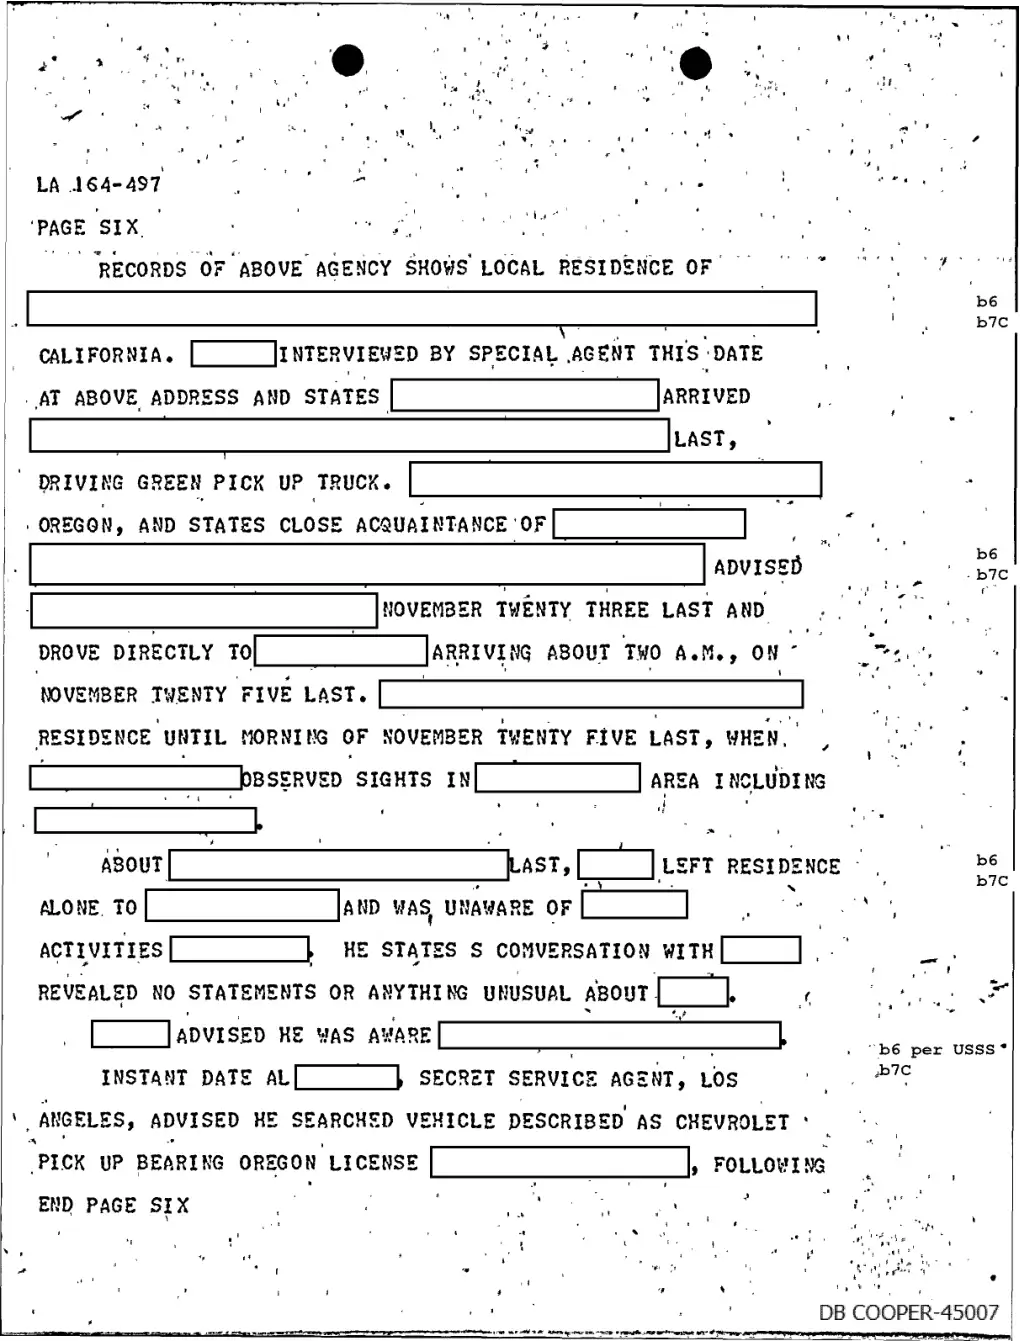 LA 164-497
PAGE SIX
RECORDS OF ABOVE AGENCY SHOWS LOCAL RESIDENCE OF
b6
b7C
CALIFORNIA. INTERVIEWED BY SPECIAL AGENT THIS DATE
AT ABOVE ADDRESS AND STATES ARRIVED
LAST,
DRIVING GREEN PICK UP TRUCK.
OREGON, AND STATES CLOSE ACQUAINTANCE OF
ADVISED
b6
b7C
NOVEMBER TWENTY THREE LAST AND
DROVE DIRECTLY TO ARRIVING ABOUT TWO A.M., ON
NOVEMBER TWENTY FIVE LAST.
RESIDENCE UNTIL MORNING OF NOVEMBER TWENTY FIVE LAST, WHEN
OBSERVED SIGHTS IN AREA INCLUDING
.
ABOUT LAST, LEFT RESIDENCE
b6
b7C
ALONE TO AND WAS UNAWARE OF
ACTIVITIES . HE STATES S COMVERSATION WITH
REVEALED NO STATEMENTS OR ANYTHING UNUSUAL ABOUT .
ADVISED HE WAS AWARE .
b6 per USSS
b7C
INSTANT DATE AL , SECRET SERVICE AGENT, LOS
ANGELES, ADVISED HE SEARCHED VEHICLE DESCRIBED AS CHEVROLET
PICK UP BEARING OREGON LICENSE , FOLLOWING
END PAGE SIX
DB COOPER-45007